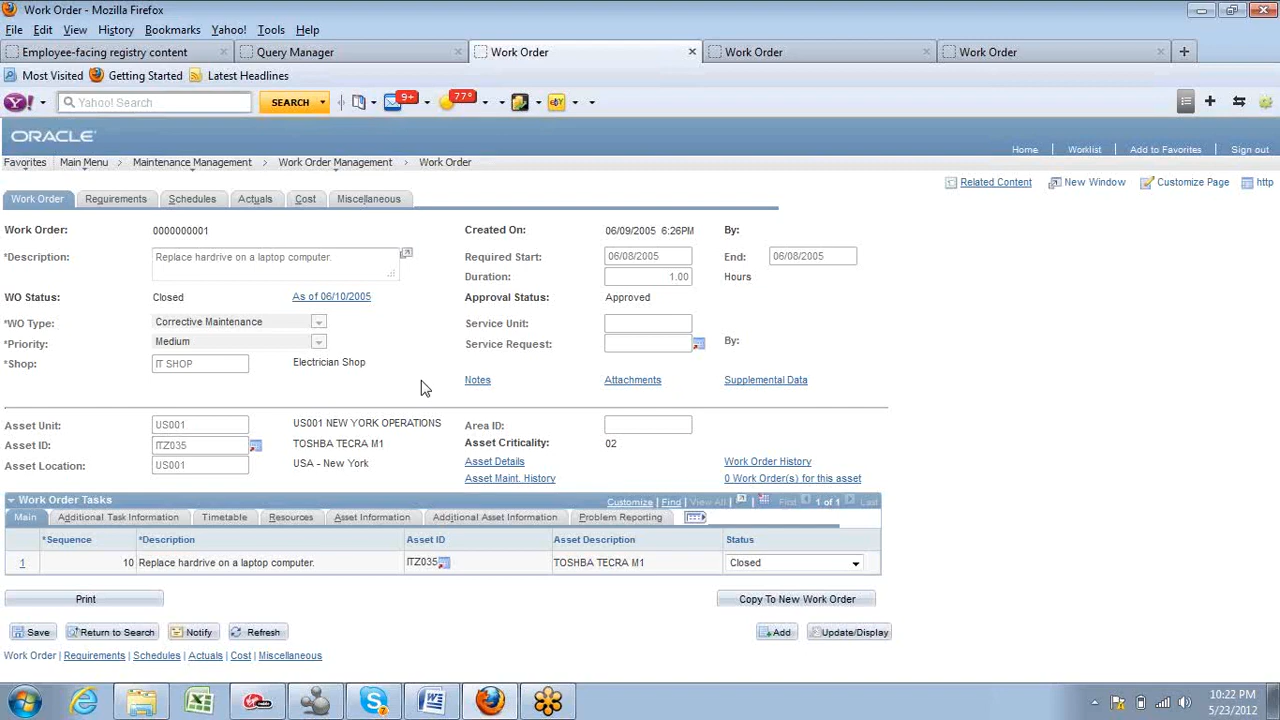 Work Order - Mozilla Firefox
File Edit View History Bookmarks Yahoo! Tools Help
Employee-facing registry content Query Manager Work Order Work Order Work Order
Most Visited Getting Started Latest Headlines
Yahoo! Search SEARCH 9+ 77°
ORACLE
Home Worklist Add to Favorites Sign out
Favorites Main Menu > Maintenance Management > Work Order Management > Work Order
Related Content New Window Customize Page http
Work Order Requirements Schedules Actuals Cost Miscellaneous
Work Order: 0000000001 Created On: 06/09/2005 6:26PM By:
*Description: Replace hardrive on a laptop computer. Required Start: 06/08/2005 End: 06/08/2005
Duration: 1.00 Hours
WO Status: Closed As of 06/10/2005 Approval Status: Approved
*WO Type: Corrective Maintenance Service Unit:
*Priority: Medium Service Request: By:
*Shop: IT SHOP Electrician Shop
Notes Attachments Supplemental Data
Asset Unit: US001 US001 NEW YORK OPERATIONS Area ID:
Asset ID: ITZ035 TOSHBA TECRA M1 Asset Criticality: 02
Asset Location: US001 USA - New York Asset Details Work Order History
Asset Maint. History 0 Work Order(s) for this asset
Work Order Tasks Customize | Find | View All | First 1 of 1 Last
Main Additional Task Information Timetable Resources Asset Information Additional Asset Information Problem Reporting
*Sequence *Description Asset ID Asset Description Status
1 10 Replace hardrive on a laptop computer. ITZ035 TOSHBA TECRA M1 Closed
Print Copy To New Work Order
Save Return to Search Notify Refresh Add Update/Display
Work Order | Requirements | Schedules | Actuals | Cost | Miscellaneous
10:22 PM
5/23/2012